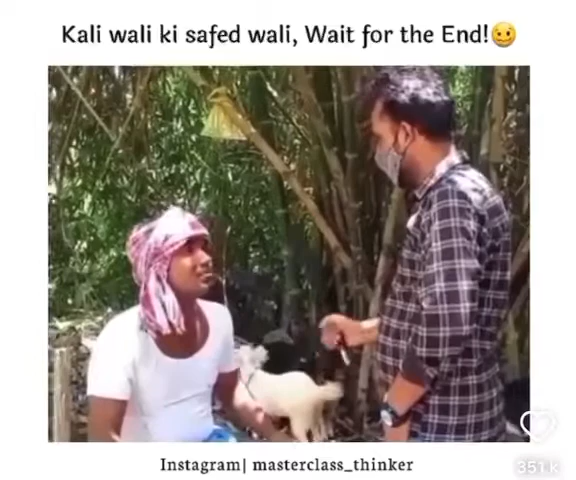 Kali wali ki safed wali, Wait for the End!🥴
Instagram| masterclass_thinker
351k